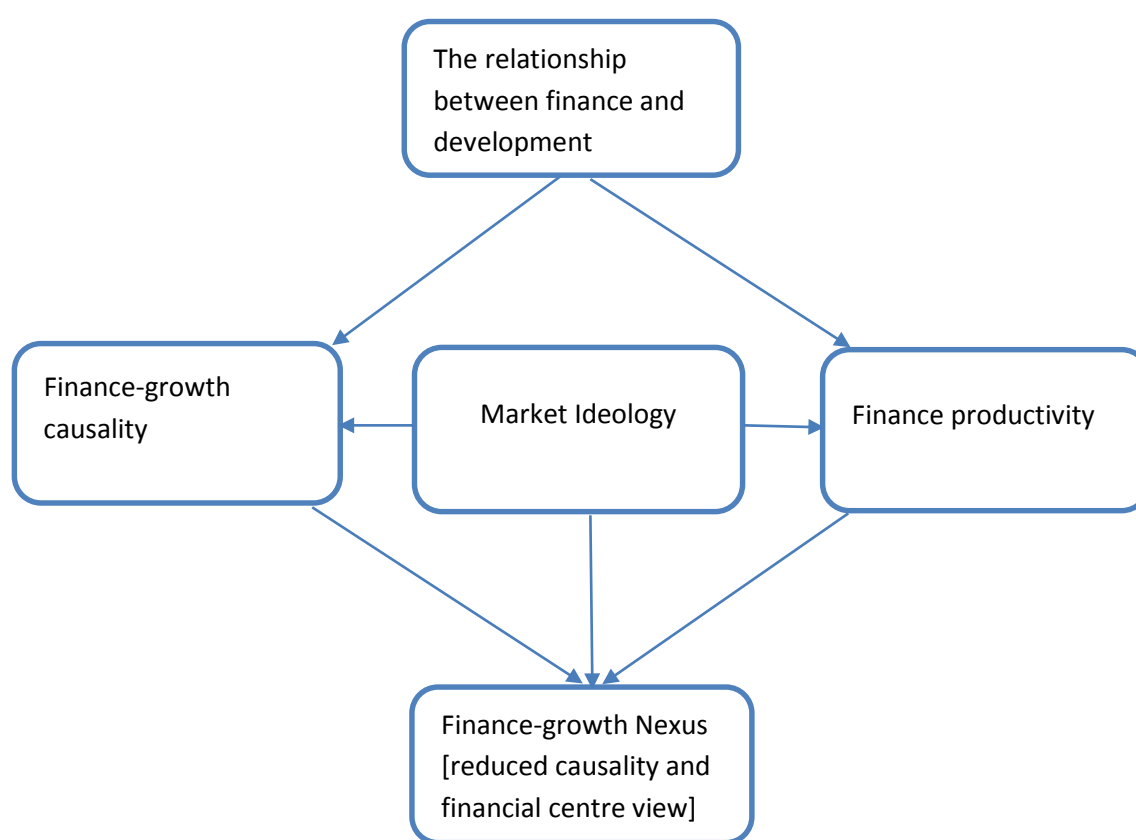 The relationship
between finance and
development
Finance-growth
causality
Market Ideology
Finance productivity
Finance-growth Nexus
[reduced causality and
financial centre view]